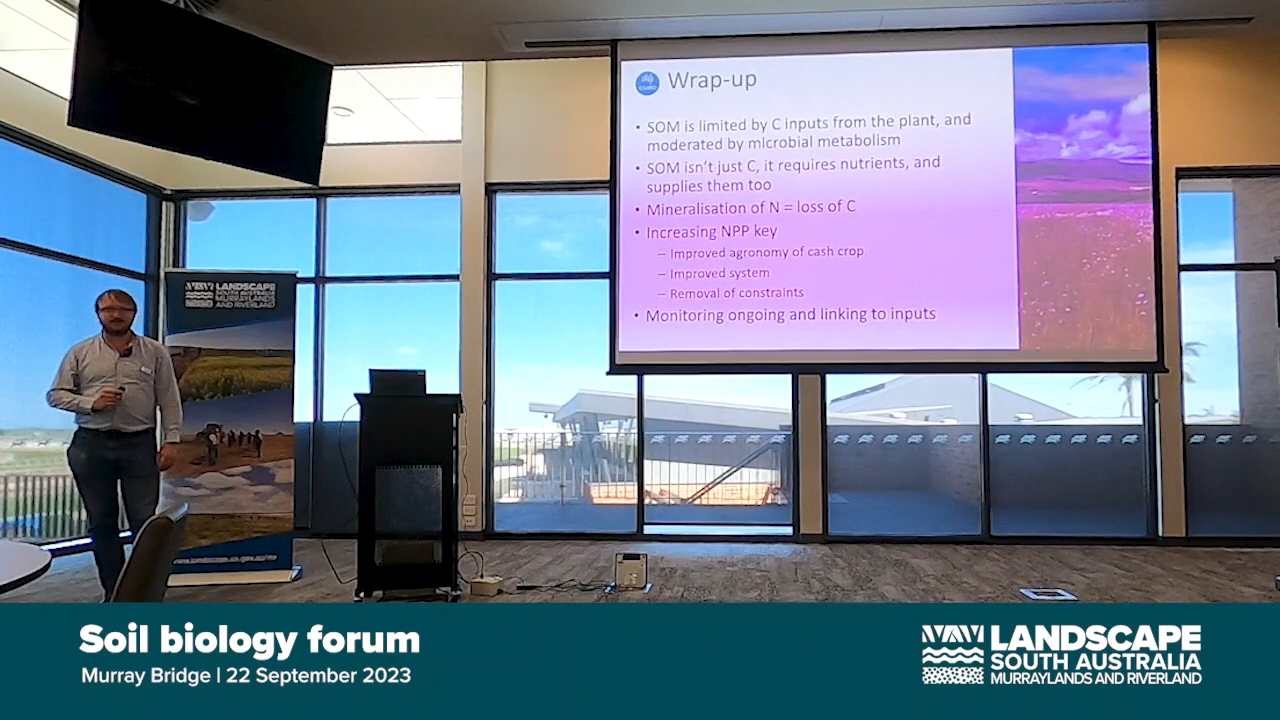 Wrap-up
• SOM is limited by C inputs from the plant, and
moderated by microbial metabolism
• SOM isn't just C, it requires nutrients, and
supplies them too
• Mineralisation of N = loss of C
• Increasing NPP key
– Improved agronomy of cash crop
– Improved system
– Removal of constraints
• Monitoring ongoing and linking to inputs
LANDSCAPE
SOUTH AUSTRALIA
MURRAYLANDS
AND RIVERLAND
Soil biology forum
Murray Bridge | 22 September 2023
LANDSCAPE
SOUTH AUSTRALIA
MURRAYLANDS AND RIVERLAND